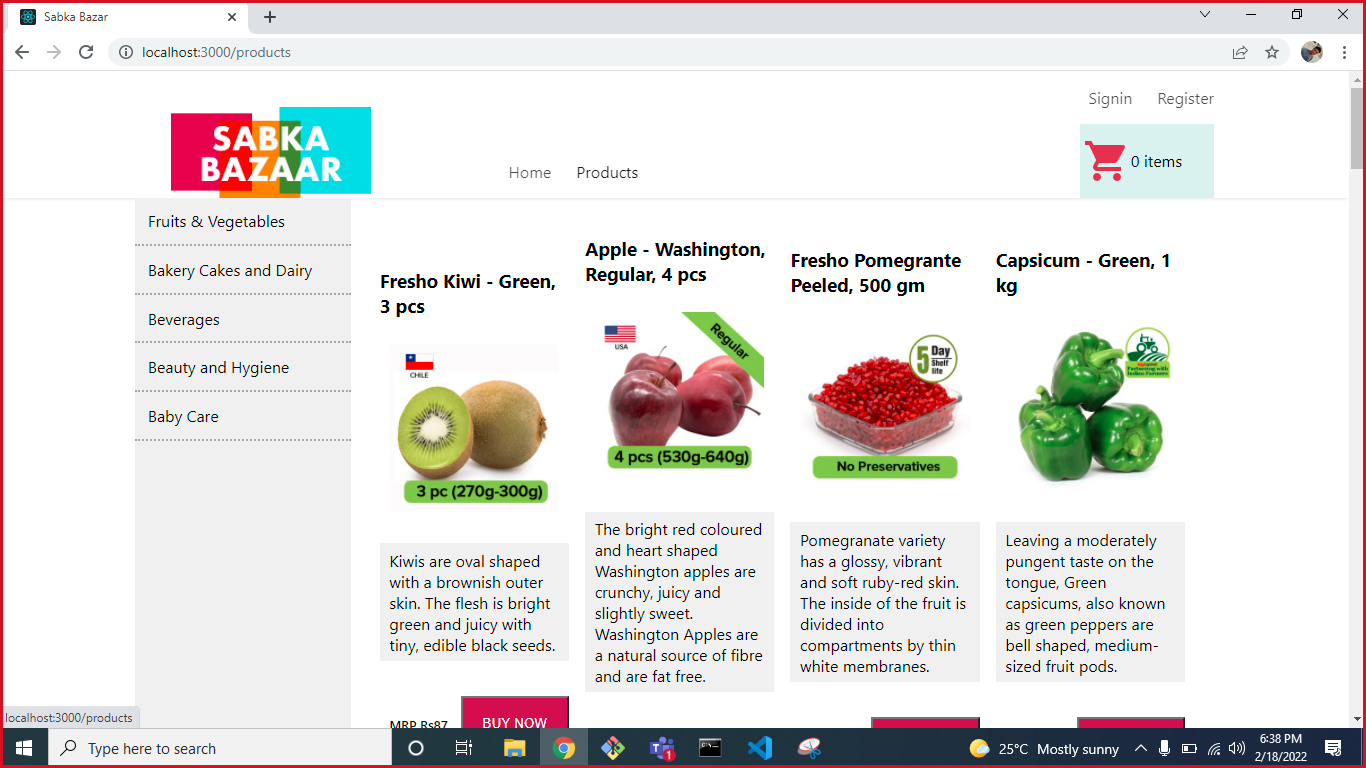 Sabka Bazar
localhost:3000/products
Signin Register
SABKA
BAZAAR
Home Products
0 items
Fruits & Vegetables
Bakery Cakes and Dairy
Beverages
Beauty and Hygiene
Baby Care
Fresho Kiwi - Green,
3 pcs
CHILE
3 pc (270g-300g)
Kiwis are oval shaped
with a brownish outer
skin. The flesh is bright
green and juicy with
tiny, edible black seeds.
MRP Rs87
BUY NOW
Apple - Washington,
Regular, 4 pcs
USA
Regular
4 pcs (530g-640g)
The bright red coloured
and heart shaped
Washington apples are
crunchy, juicy and
slightly sweet.
Washington Apples are
a natural source of fibre
and are fat free.
Fresho Pomegrante
Peeled, 500 gm
5 Day
Shelf
life
No Preservatives
Pomegranate variety
has a glossy, vibrant
and soft ruby-red skin.
The inside of the fruit is
divided into
compartments by thin
white membranes.
Capsicum - Green, 1
kg
Partnering with
Indian Farmers
Leaving a moderately
pungent taste on the
tongue, Green
capsicums, also known
as green peppers are
bell shaped, medium-
sized fruit pods.
localhost:3000/products
Type here to search
1
25°C Mostly sunny
6:38 PM
2/18/2022